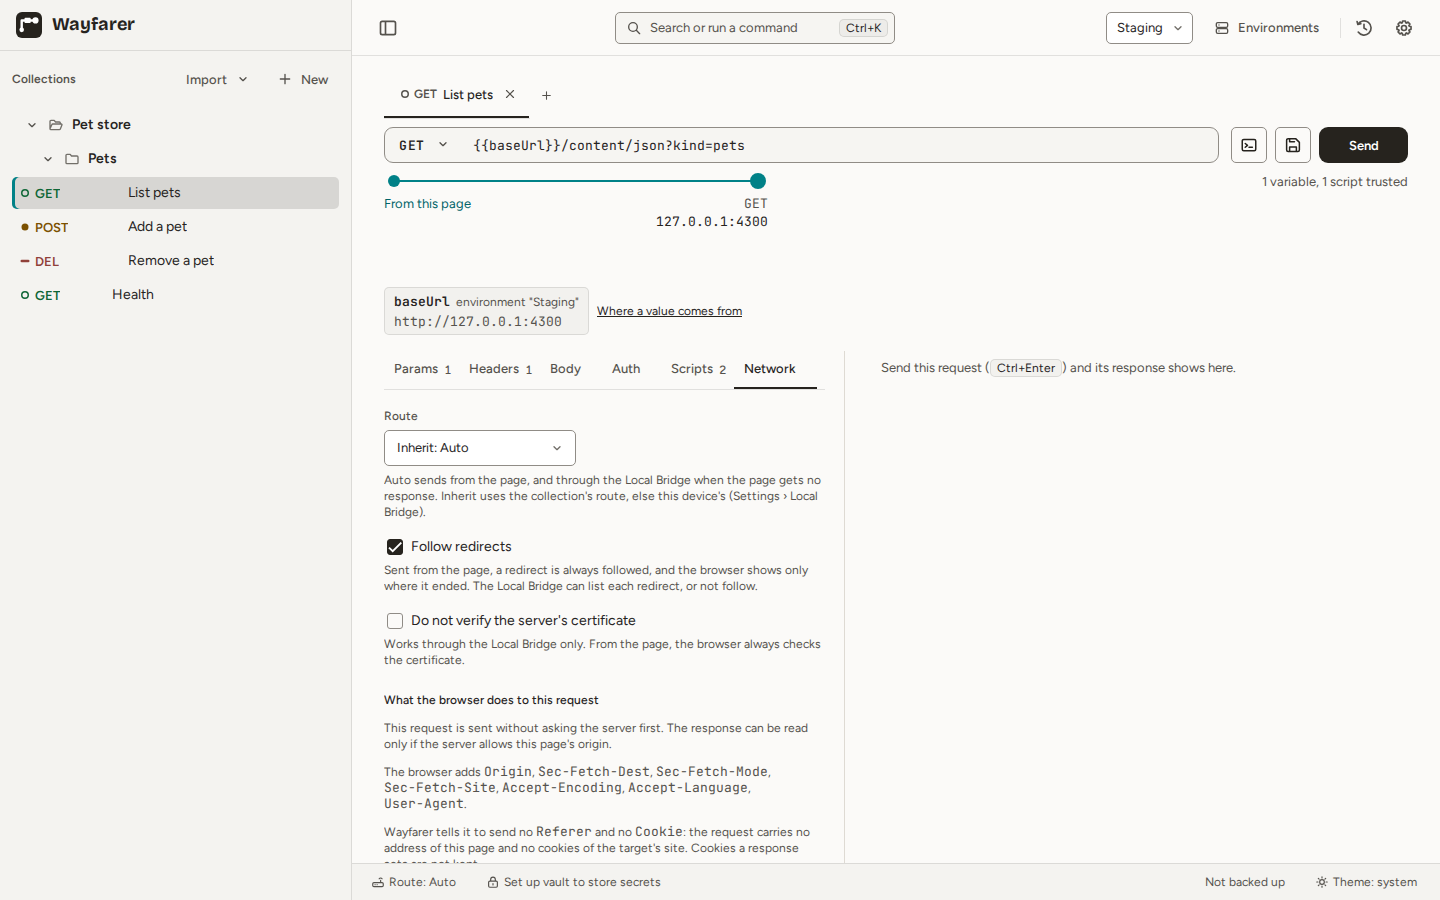 Wayfarer
Search or run a command
Ctrl+K
Staging
Environments
Collections
Import
New
Pet store
Pets
GET List pets
POST Add a pet
DEL Remove a pet
GET Health
GET List pets
GET {{baseUrl}}/content/json?kind=pets
Send
1 variable, 1 script trusted
From this page
GET
127.0.0.1:4300
baseUrl environment "Staging"
http://127.0.0.1:4300
Where a value comes from
Params 1 Headers 1 Body Auth Scripts 2 Network
Send this request (Ctrl+Enter) and its response shows here.
Route
Inherit: Auto
Auto sends from the page, and through the Local Bridge when the page gets no
response. Inherit uses the collection's route, else this device's (Settings › Local
Bridge).
Follow redirects
Sent from the page, a redirect is always followed, and the browser shows only
where it ended. The Local Bridge can list each redirect, or not follow.
Do not verify the server's certificate
Works through the Local Bridge only. From the page, the browser always checks
the certificate.
What the browser does to this request
This request is sent without asking the server first. The response can be read
only if the server allows this page's origin.
The browser adds Origin, Sec-Fetch-Dest, Sec-Fetch-Mode,
Sec-Fetch-Site, Accept-Encoding, Accept-Language,
User-Agent.
Wayfarer tells it to send no Referer and no Cookie: the request carries no
address of this page and no cookies of the target's site. Cookies a response
Route: Auto
Set up vault to store secrets
Not backed up
Theme: system